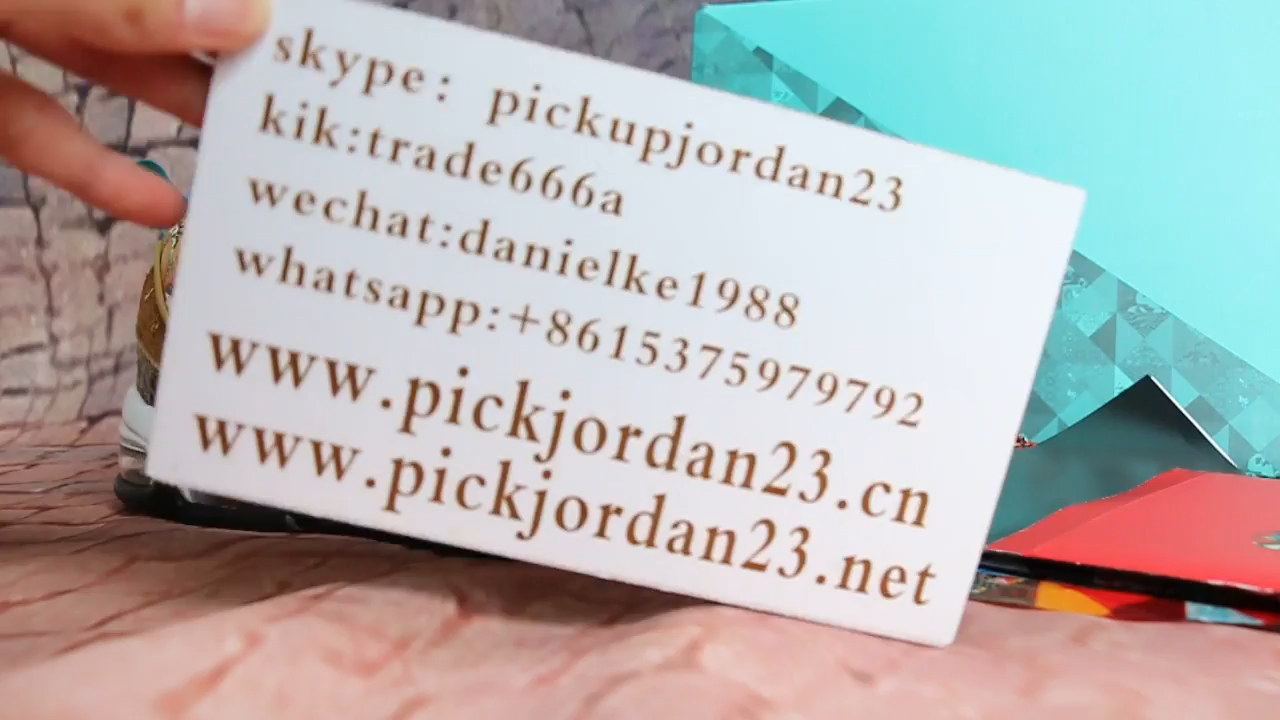 skype: pickupjordan23
kik:trade666a
wechat:danielke1988
whatsapp:+8615375979792
www.pickjordan23.cn
www.pickjordan23.net